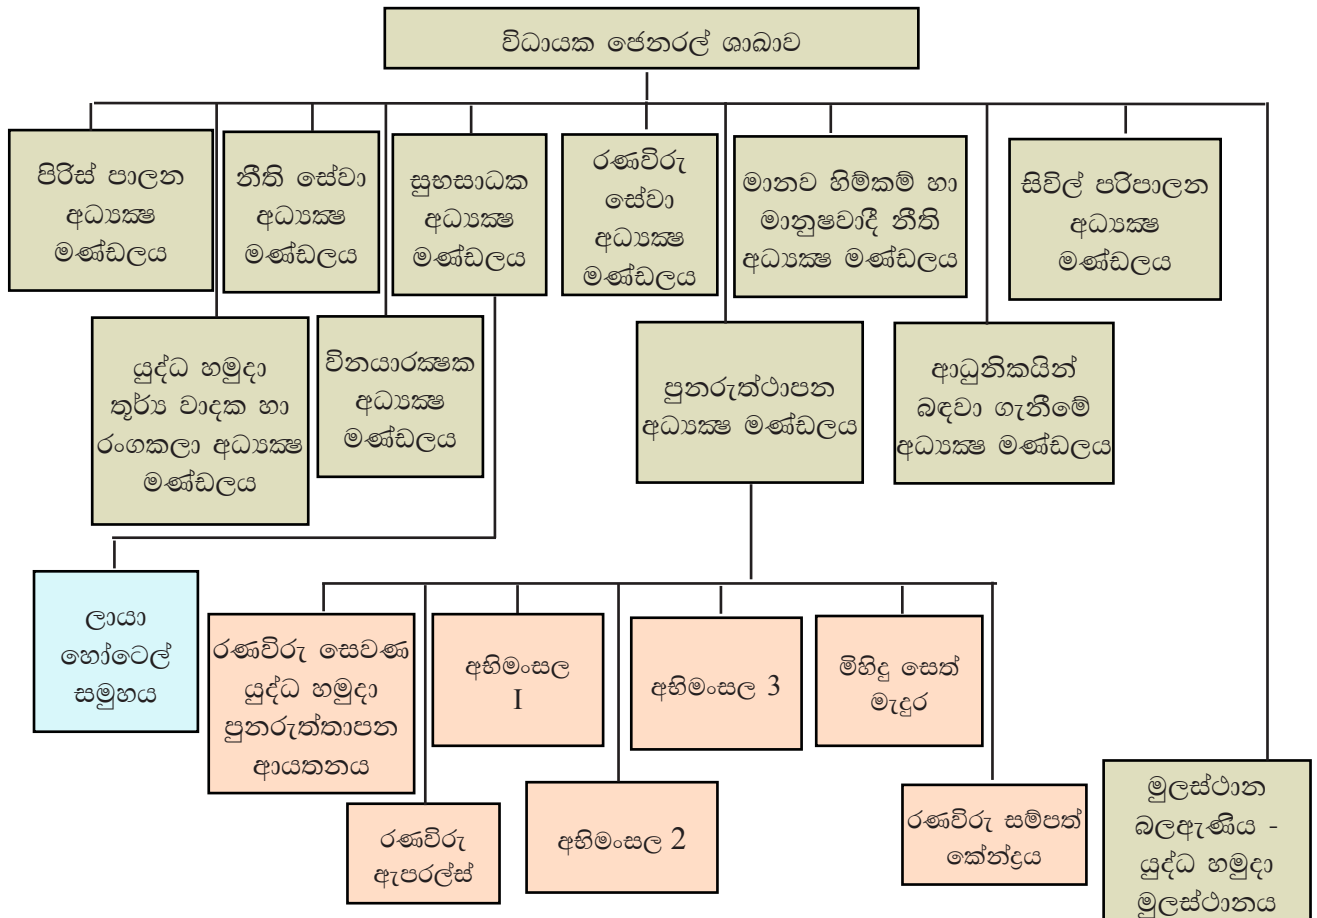 විධායක ජෙනරල් ශාඛාව
පිරිස් පාලන
අධ්‍යක්ෂ
මණ්ඩලය
නීති සේවා
අධ්‍යක්ෂ
මණ්ඩලය
සුභසාධක
අධ්‍යක්ෂ
මණ්ඩලය
රණවිරු
සේවා
අධ්‍යක්ෂ
මණ්ඩලය
මානව හිම්කම් හා
මානුෂවාදී නීති
අධ්‍යක්ෂ මණ්ඩලය
සිවිල් පරිපාලන
අධ්‍යක්ෂ
මණ්ඩලය
යුද්ධ හමුදා
තූර්ය වාදක හා
රංගකලා අධ්‍යක්ෂ
මණ්ඩලය
විනයාරක්ෂක
අධ්‍යක්ෂ
මණ්ඩලය
පුනරුත්ථාපන
අධ්‍යක්ෂ මණ්ඩලය
ආධුනිකයින්
බඳවා ගැනීමේ
අධ්‍යක්ෂ මණ්ඩලය
ලායා
හෝටෙල්
සමුහය
රණවිරු සෙවණ
යුද්ධ හමුදා
පුනරුත්තාපන
ආයතනය
අභිමංසල
I
අභිමංසල 3
මිහිදු සෙත්
මැදුර
රණවිරු
ඇපරල්ස්
අභිමංසල 2
රණවිරු සම්පත්
කේන්ද්‍රය
මුලස්ථාන
බලඇණිය -
යුද්ධ හමුදා
මුලස්ථානය